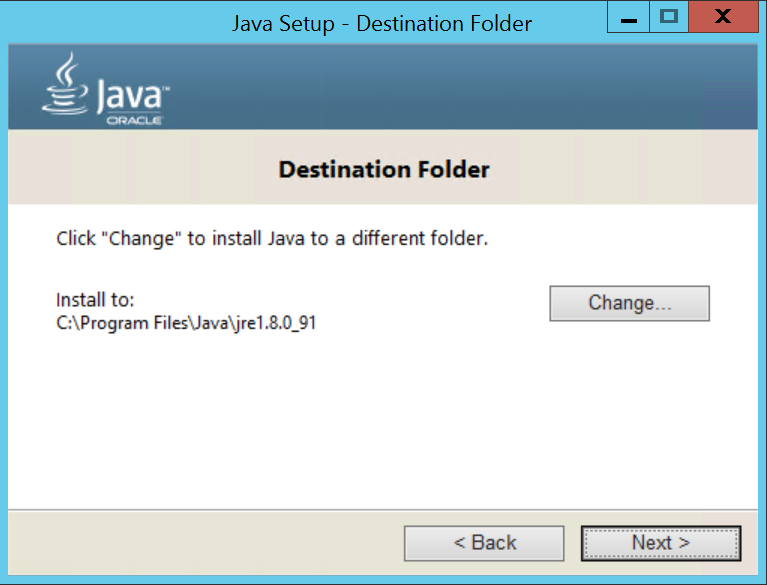 Java Setup - Destination Folder
Java™
ORACLE
Destination Folder
Click "Change" to install Java to a different folder.
Install to:
C:\Program Files\Java\jre1.8.0_91
Change...
< Back
Next >